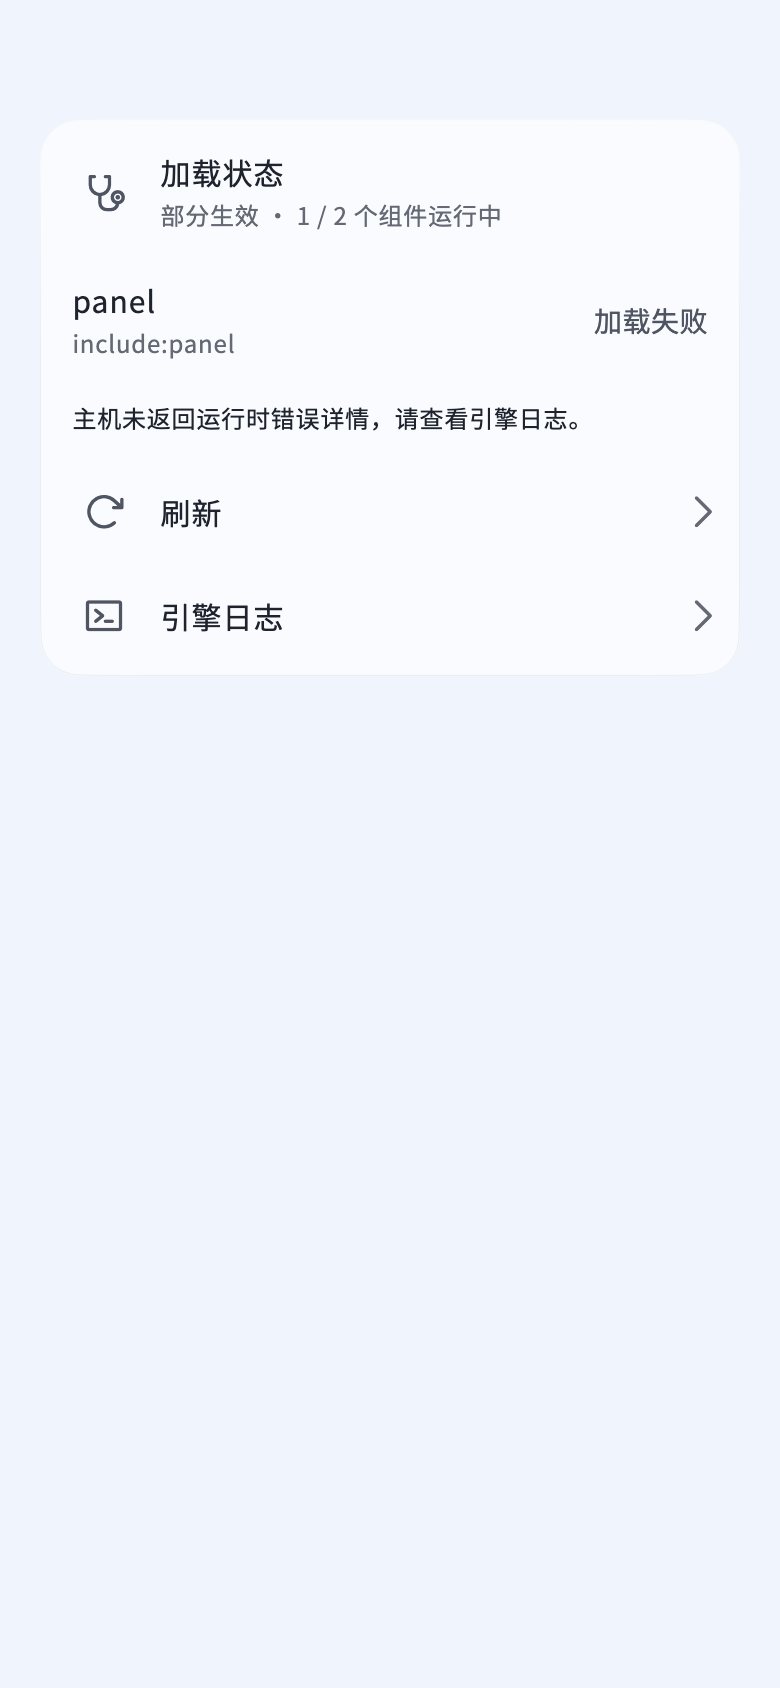 加载状态
部分生效 • 1 / 2 个组件运行中
panel
加载失败
include:panel
主机未返回运行时错误详情，请查看引擎日志。
刷新
引擎日志